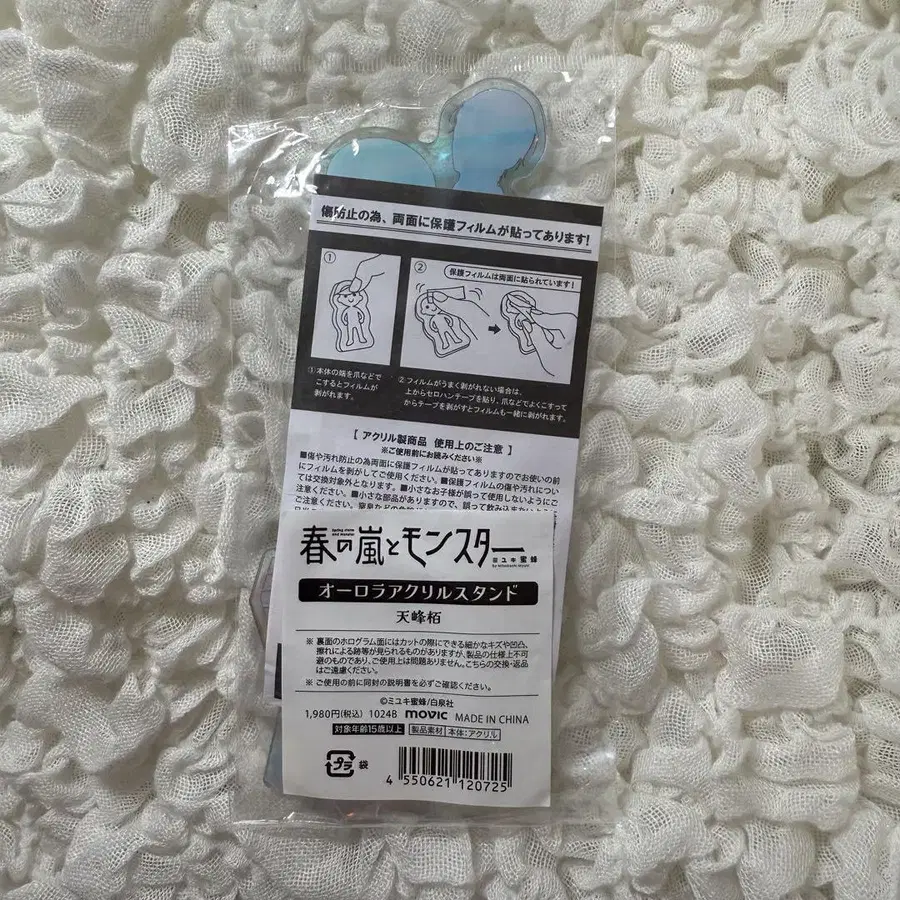 傷防止の為、両面に保護フィルムが貼ってあります!
①
②
保護フィルムは両面に貼られています!
①本体の端を爪などで
こするとフィルムが
剥がれます。
②フィルムがうまく剥がれない場合は、
上からセロハンテープを貼り、爪などでよくこすって
からテープを剥がすとフィルムも一緒に剥がれます。
【 アクリル製商品 使用上のご注意 】
※ご使用前にお読みください※
■傷や汚れ防止の為両面に保護フィルムが貼ってありますのでお使いの前
にフィルムを剥がしてご使用ください。■保護フィルムの傷や汚れについ
ては交換対象外となります。■小さなお子様が誤って使用しないようにご
注意ください。■小さな部品がありますので、誤って飲み込まない
春の嵐とモンスター
Spring storm
and monster
ミユキ蜜蜂
by Mitsubachi Miyuki
オーロラアクリルスタンド
天峰栢
※ 裏面のホログラム面にはカットの際にできる細かなキズや凹凸、
擦れによる跡等が見られるものがありますが、製品の仕様上不可
避のものであり、ご使用上は問題ありません。こちらの交換・返品
はご遠慮ください。
※ ご使用の前に同封の説明書を必ずご確認ください。
©ミユキ蜜蜂/白泉社
1,980円(税込) 1024B movic MADE IN CHINA
対象年齢15歳以上 製品素材 本体:アクリル
プラ 袋
4 550621 120725